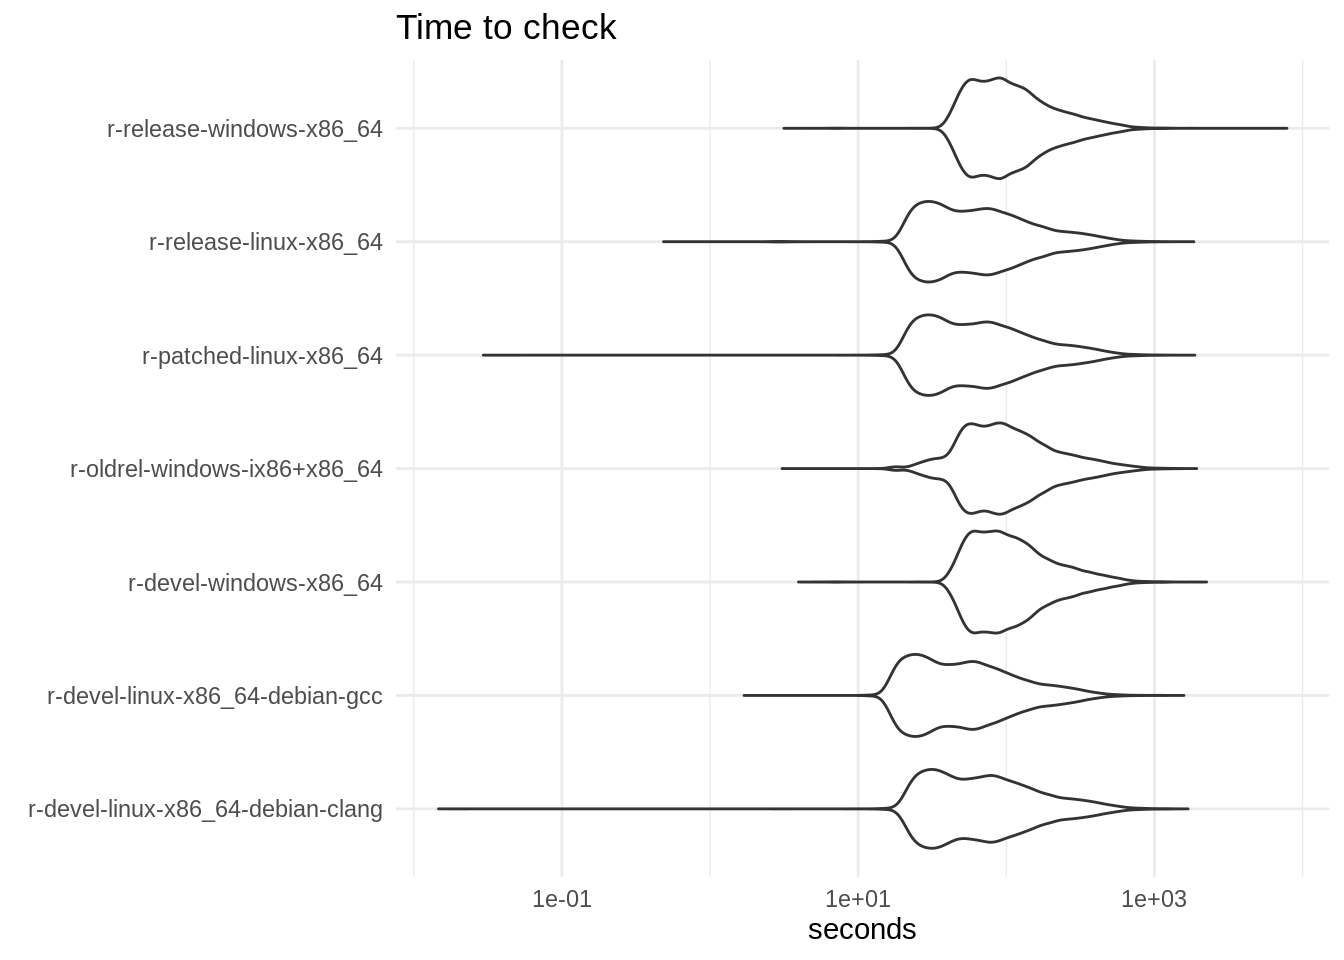 Time to check
r-release-windows-x86_64
r-release-linux-x86_64
r-patched-linux-x86_64
r-oldrel-windows-ix86+x86_64
r-devel-windows-x86_64
r-devel-linux-x86_64-debian-gcc
r-devel-linux-x86_64-debian-clang
1e-01 1e+01 1e+03
seconds